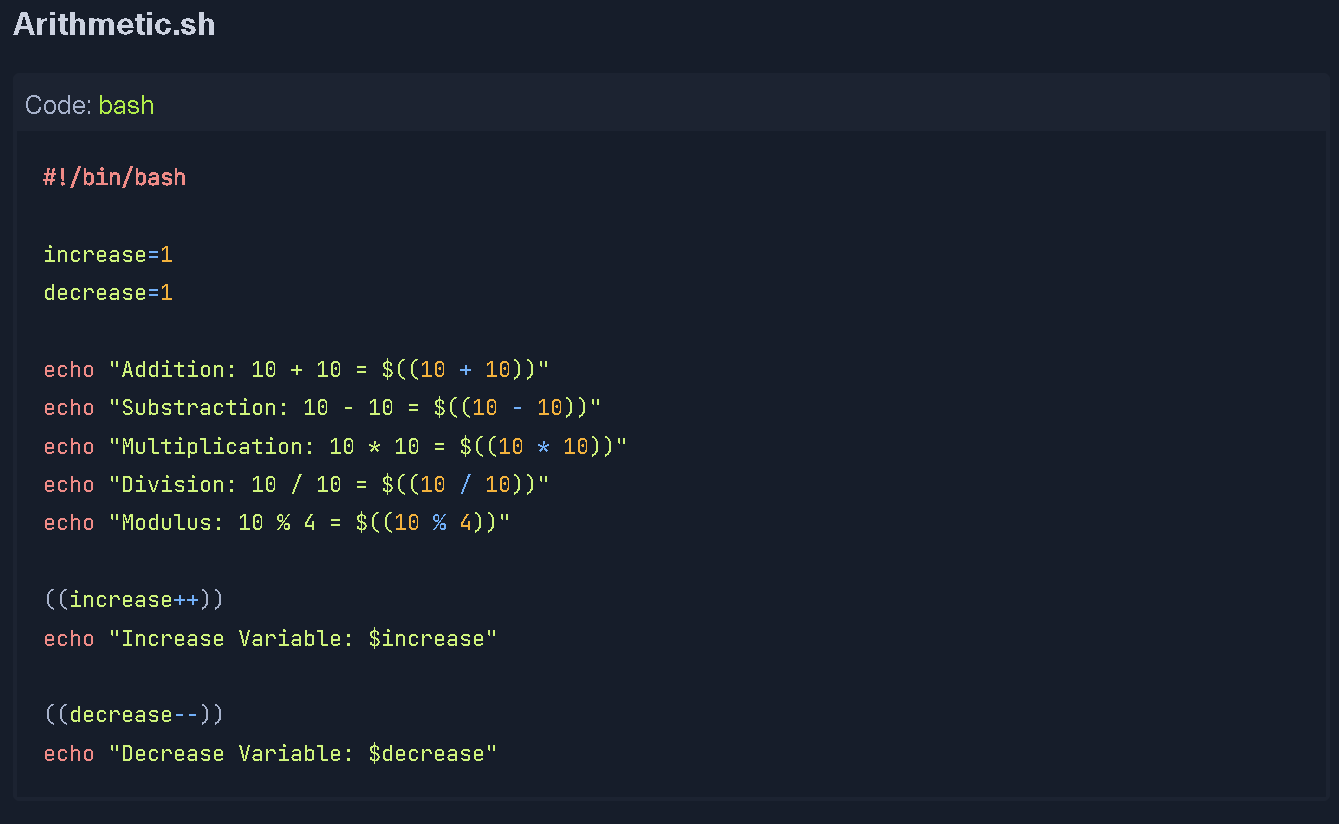 Arithmetic.sh
Code: bash
#!/bin/bash
increase=1
decrease=1
echo "Addition: 10 + 10 = $((10 + 10))"
echo "Substraction: 10 - 10 = $((10 - 10))"
echo "Multiplication: 10 * 10 = $((10 * 10))"
echo "Division: 10 / 10 = $((10 / 10))"
echo "Modulus: 10 % 4 = $((10 % 4))"
((increase++))
echo "Increase Variable: $increase"
((decrease--))
echo "Decrease Variable: $decrease"